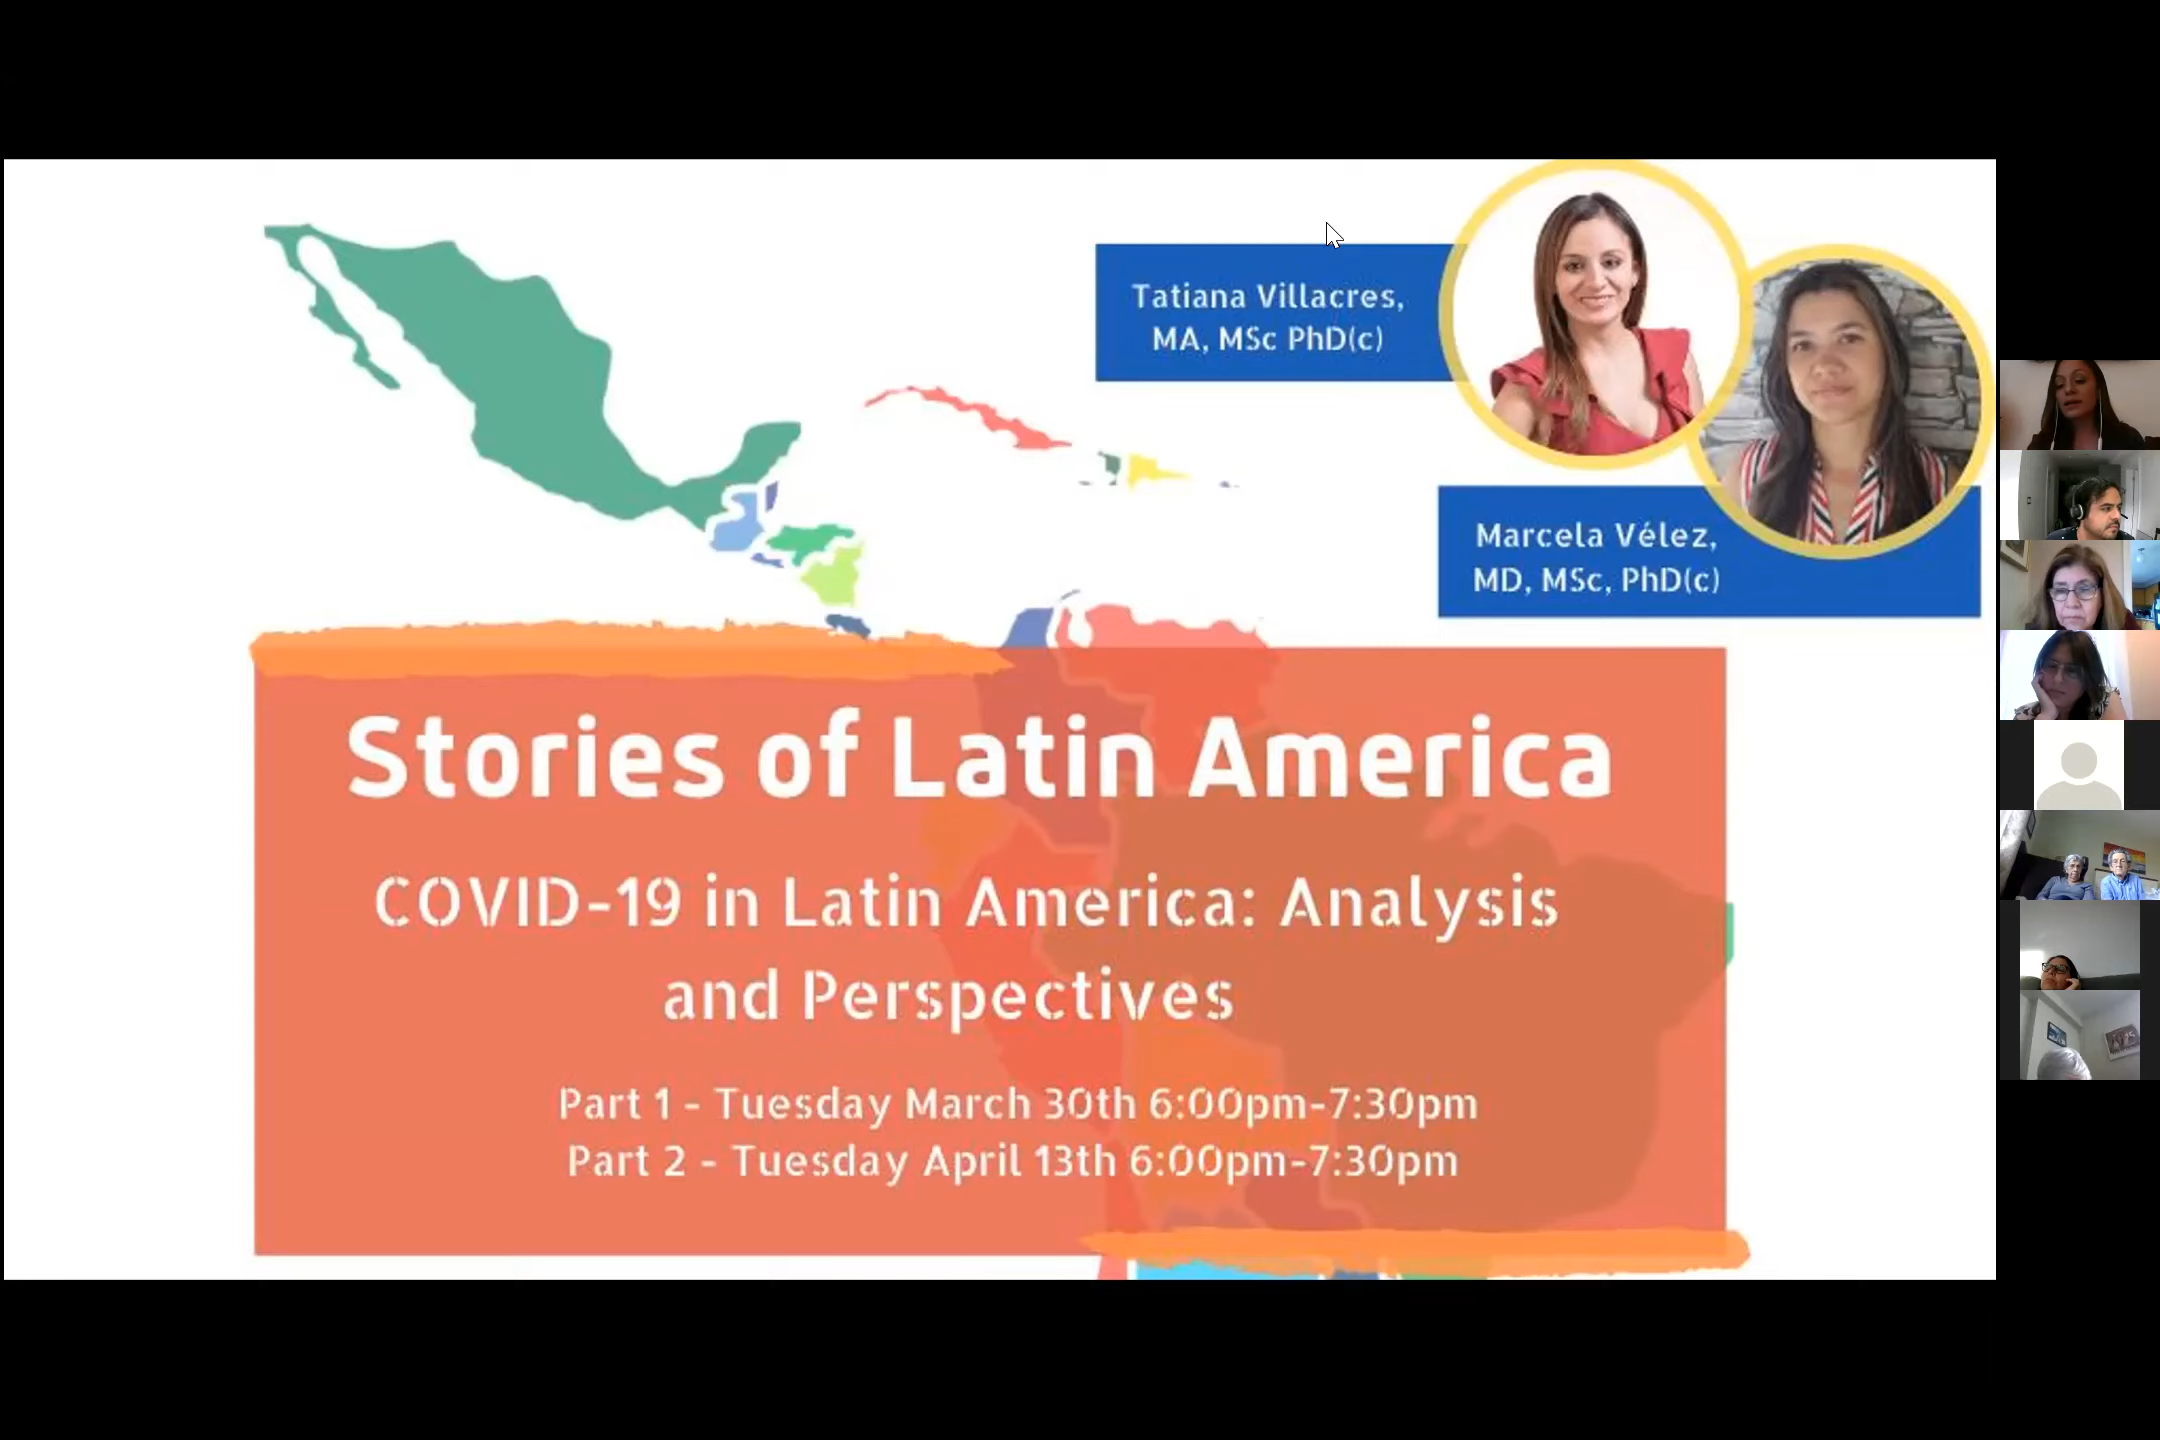 Tatiana Villacres,
MA, MSc PhD(c)
Marcela Vélez,
MD, MSc, PhD(c)
Stories of Latin America
COVID-19 in Latin America: Analysis
and Perspectives
Part 1 - Tuesday March 30th 6:00pm-7:30pm
Part 2 - Tuesday April 13th 6:00pm-7:30pm